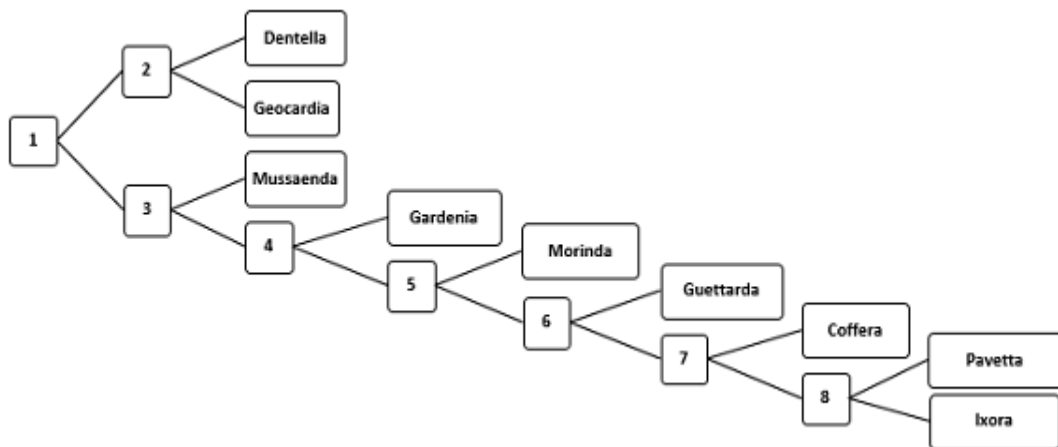 Dentella
2
Geocardia
1
Mussaenda
3
Gardenia
4
Morinda
5
Guettarda
6
Coffera
7
Pavetta
8
Ixora